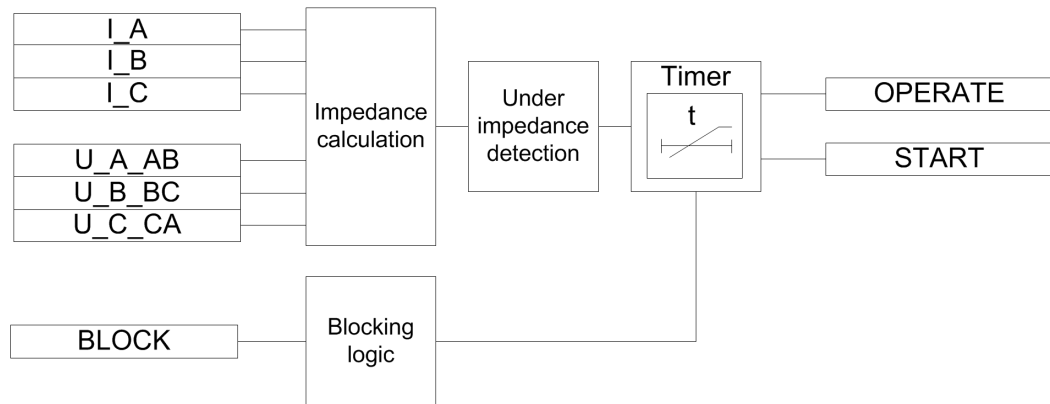 I_A
I_B
I_C
U_A_AB
U_B_BC
U_C_CA
BLOCK
Impedance
calculation
Blocking
logic
Under
impedance
detection
Timer
t
OPERATE
START